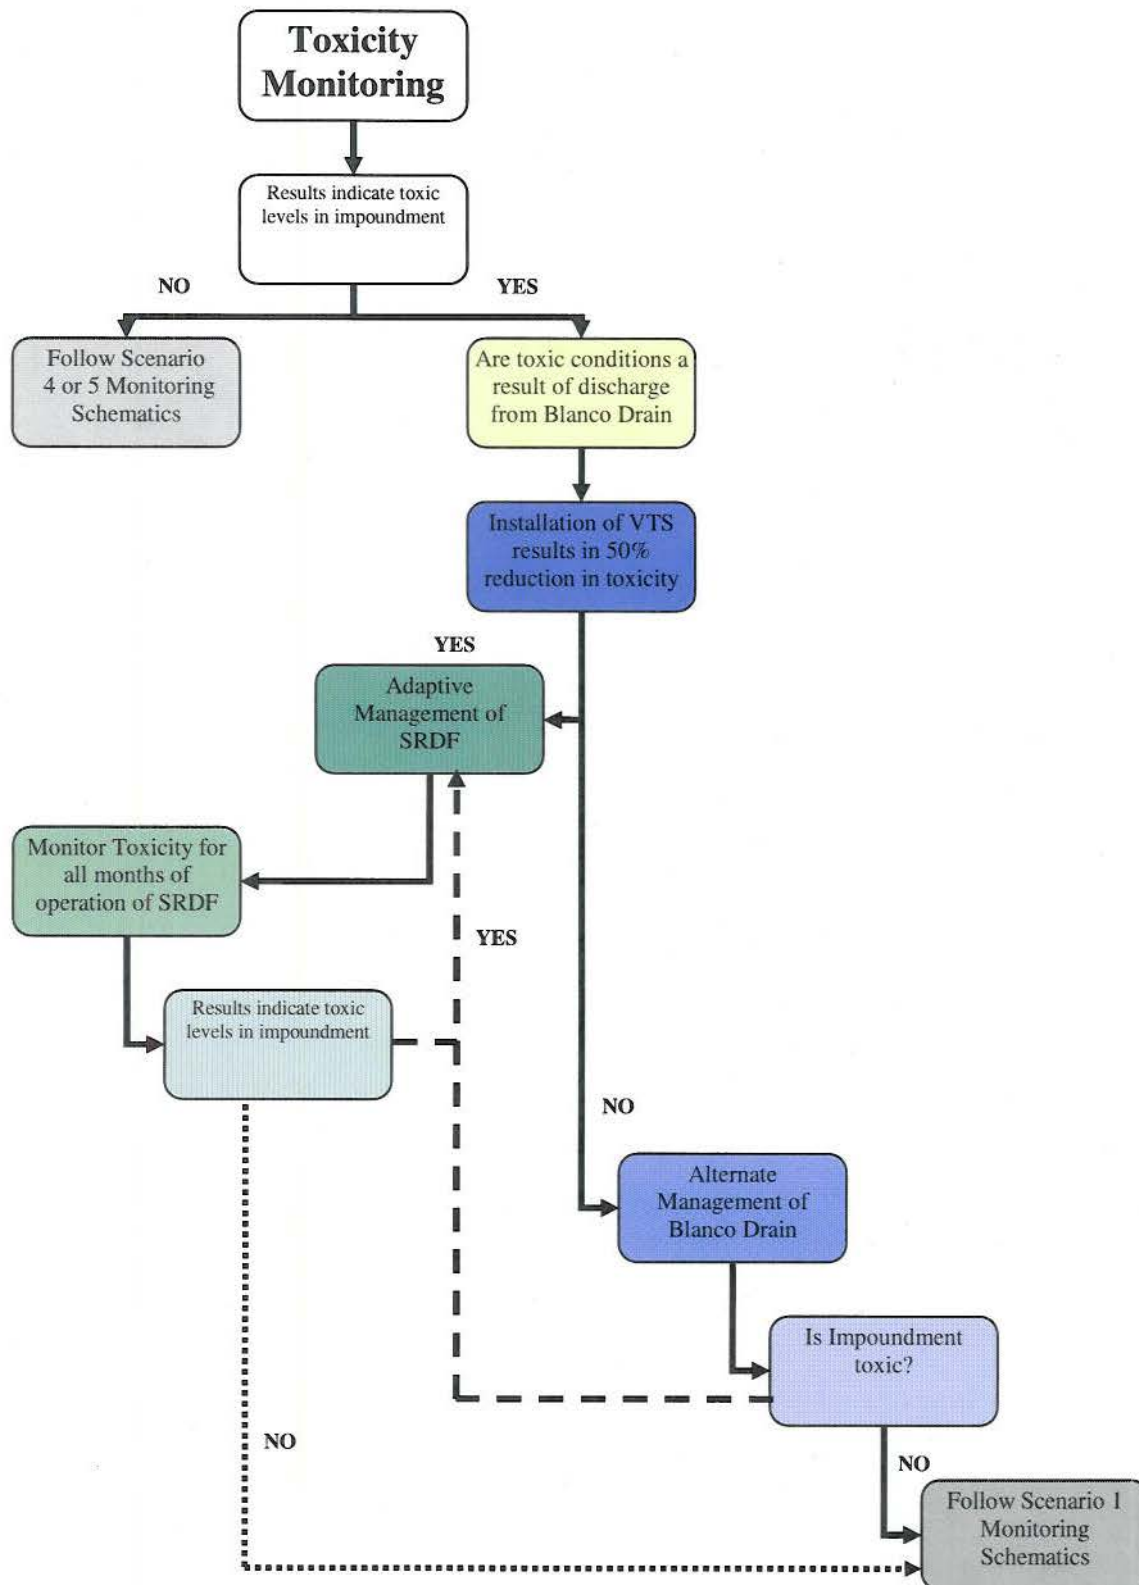 Toxicity
Monitoring
Results indicate toxic
levels in impoundment
NO
YES
Follow Scenario
4 or 5 Monitoring
Schematics
Are toxic conditions a
result of discharge
from Blanco Drain
Installation of VTS
results in 50%
reduction in toxicity
YES
Adaptive
Management of
SRDF
Monitor Toxicity for
all months of
operation of SRDF
YES
Results indicate toxic
levels in impoundment
NO
Alternate
Management of
Blanco Drain
Is Impoundment
toxic?
NO
NO
Follow Scenario 1
Monitoring
Schematics